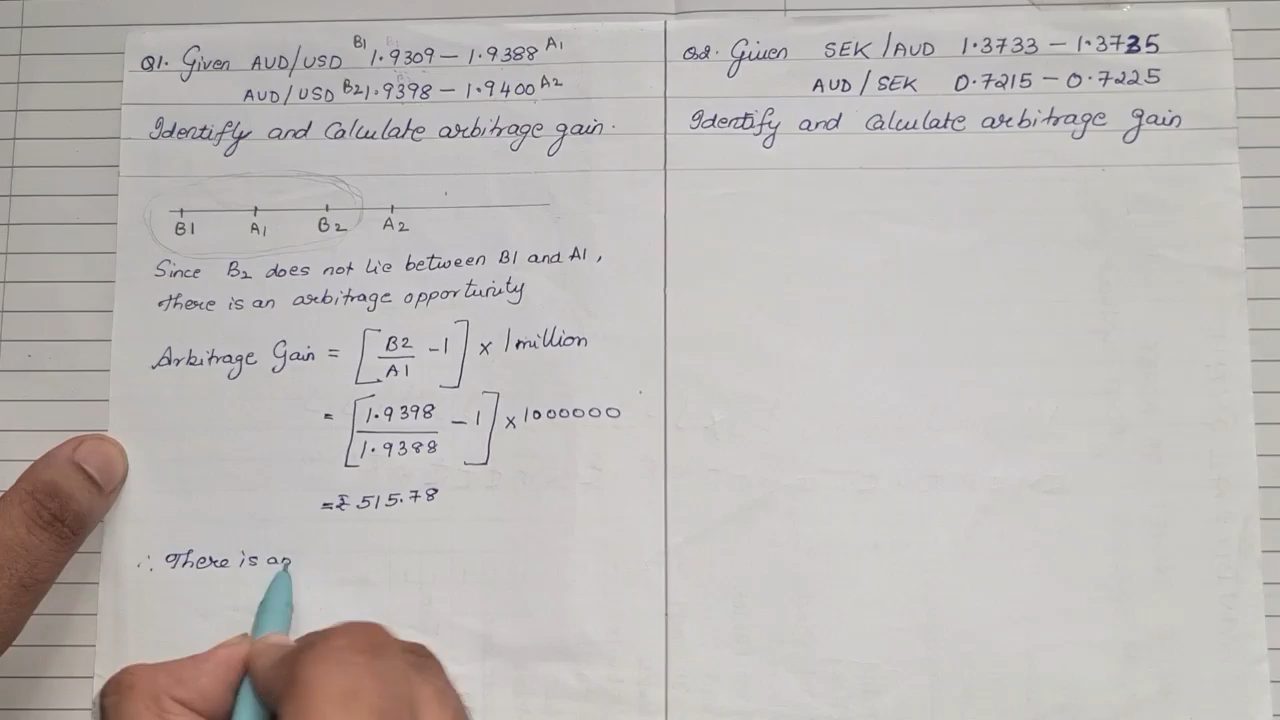 Q1. Given AUD/USD B1 1.9309 – 1.9388 A1
AUD/USD B2 1.9398 – 1.9400 A2
Identifly and Calculate arbitrage gain.
B1 A1 B2 A2
Since B2 does not lie between B1 and A1,
there is an arbitrage opportunity
Arbitrage Gain = [B2/A1 – 1] × 1 million
= [1.9398/1.9388 – 1] × 1000000
= ₹ 515.78
∴ There is an
Q2. Given SEK/AUD 1.3733 – 1.3735
AUD/SEK 0.7215 – 0.7225
Identify and Calculate arbitrage gain